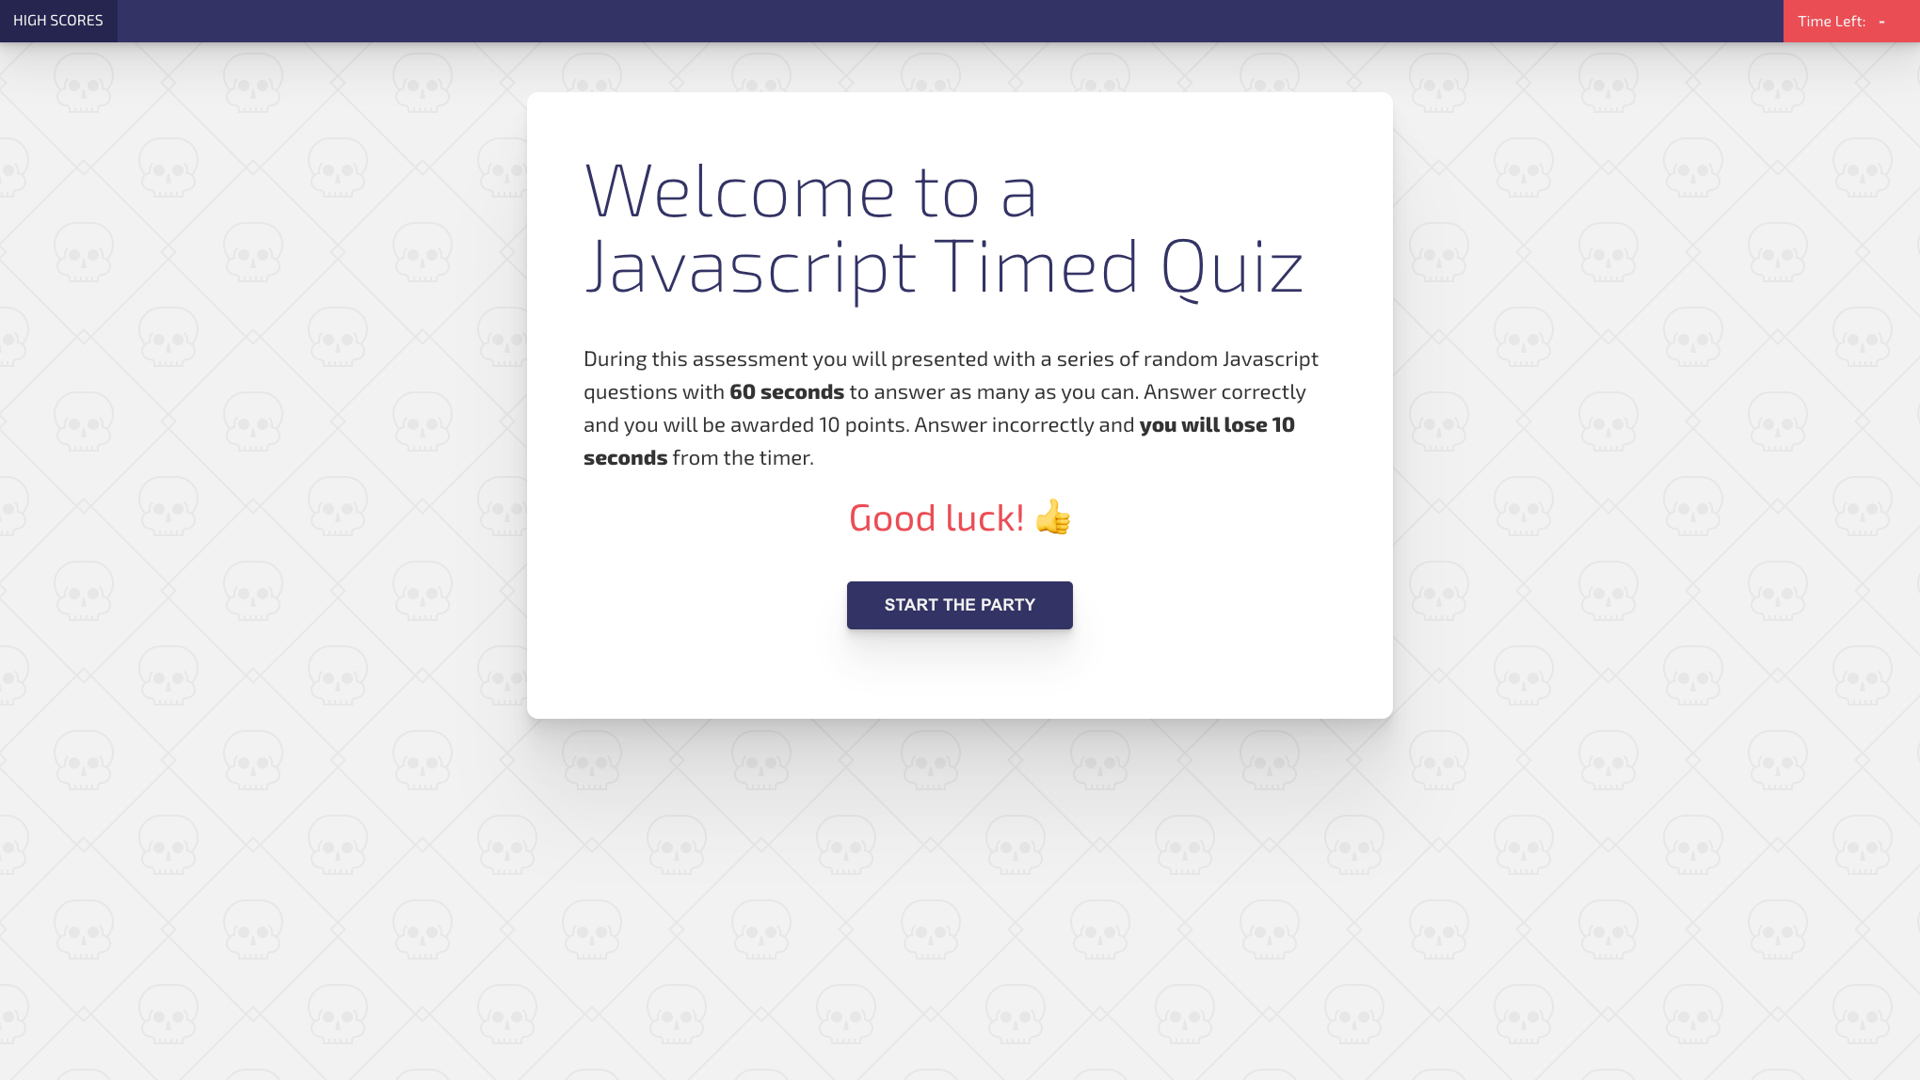 HIGH SCORES
Time Left: -
Welcome to a
Javascript Timed Quiz
During this assessment you will presented with a series of random Javascript
questions with 60 seconds to answer as many as you can. Answer correctly
and you will be awarded 10 points. Answer incorrectly and you will lose 10
seconds from the timer.
Good luck! 👍
START THE PARTY